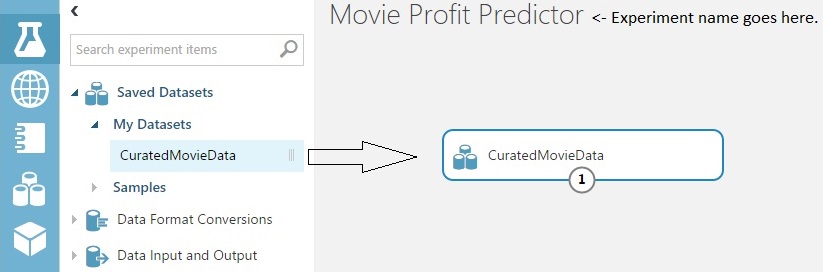 Movie Profit Predictor <- Experiment name goes here.
Search experiment items
Saved Datasets
My Datasets
CuratedMovieData
Samples
Data Format Conversions
Data Input and Output
CuratedMovieData
1